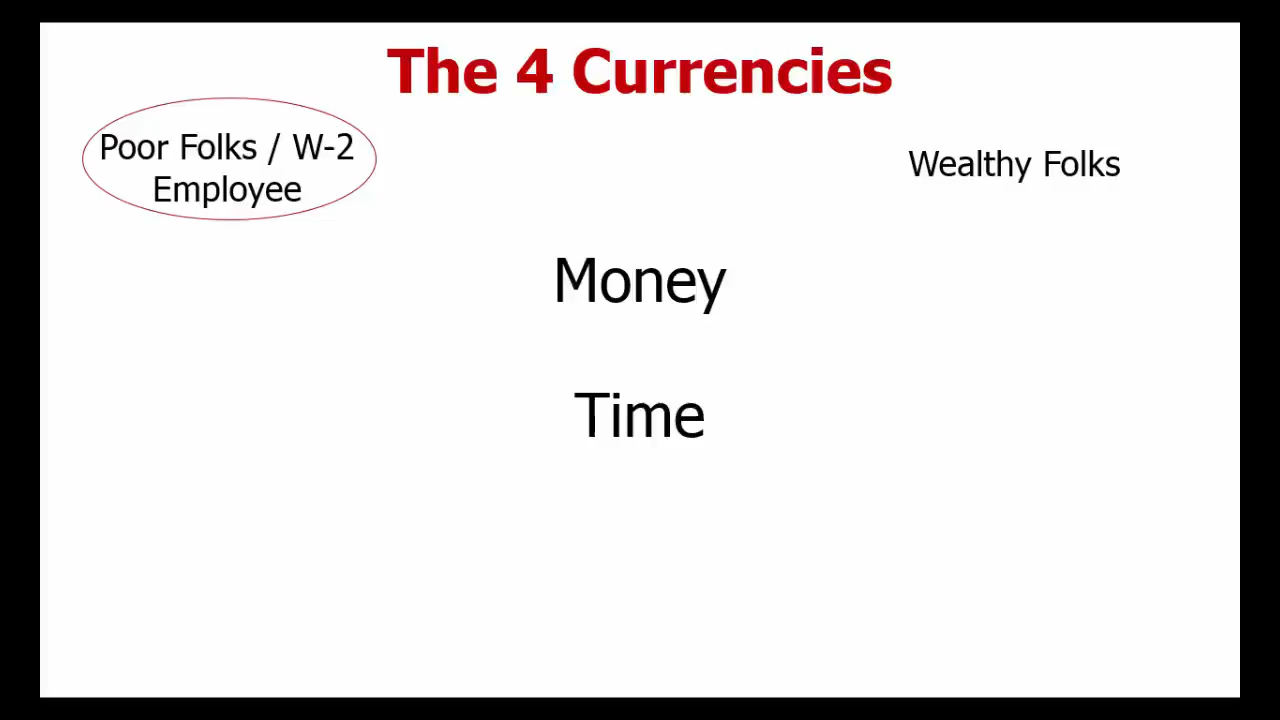 The 4 Currencies
Poor Folks / W-2
Employee
Wealthy Folks
Money
Time